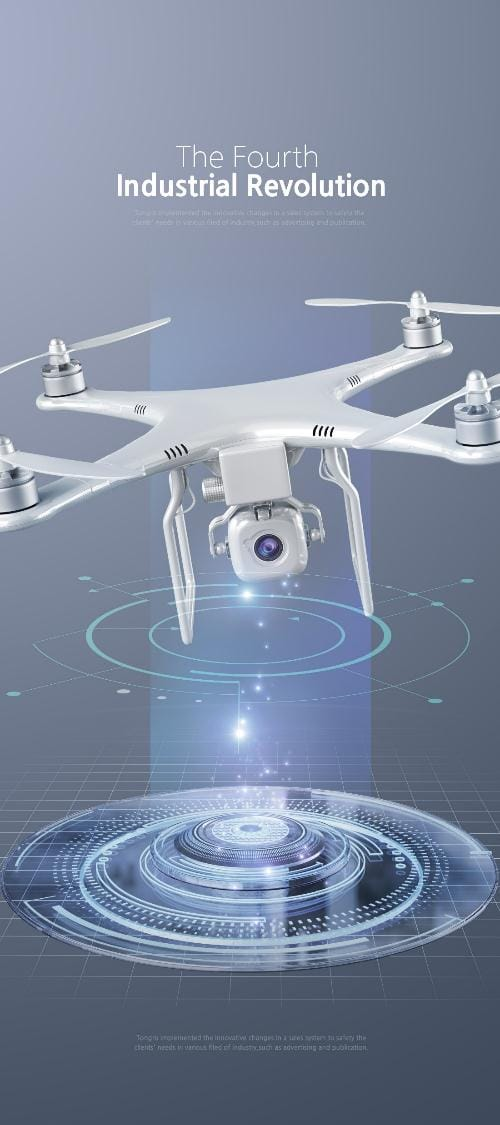 The Fourth
Industrial Revolution
Tong is implemented the innovative changes in a sales system to safety the
clients' needs in various filed of industry,such as advertising and publication.
Tong is implemented the innovative changes in a sales system to safety the
clients' needs in various filed of industry,such as advertising and publication.